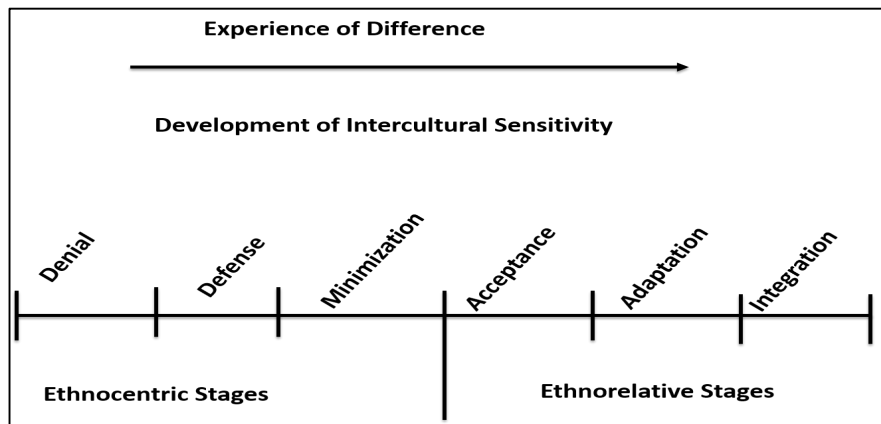 Experience of Difference
Development of Intercultural Sensitivity
Denial
Defense
Minimization
Acceptance
Adaptation
Integration
Ethnocentric Stages
Ethnorelative Stages